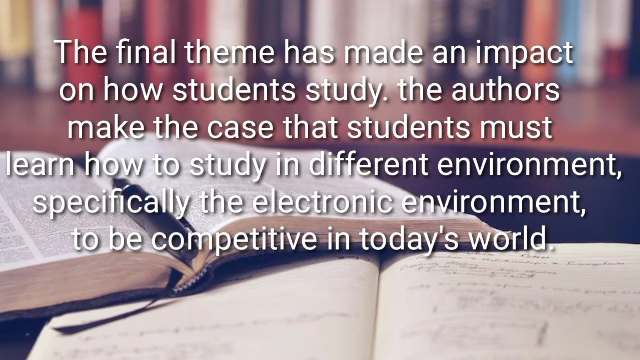 The final theme has made an impact
on how students study. the authors
make the case that students must
learn how to study in different environment,
specifically the electronic environment,
to be competitive in today's world.